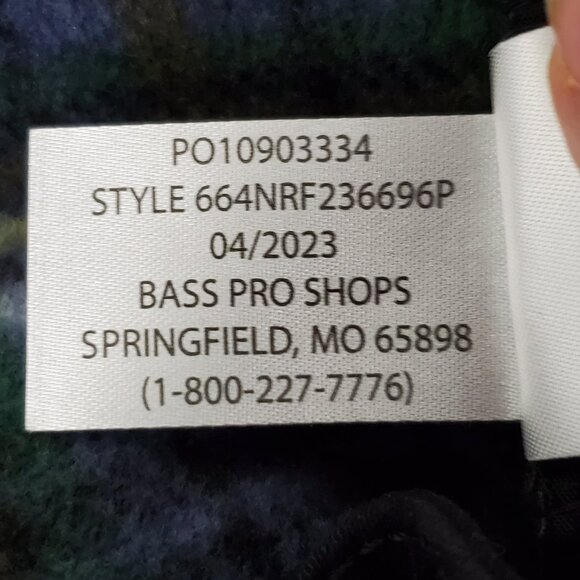 PO10903334
STYLE 664NRF236696P
04/2023
BASS PRO SHOPS
SPRINGFIELD, MO 65898
(1-800-227-7776)